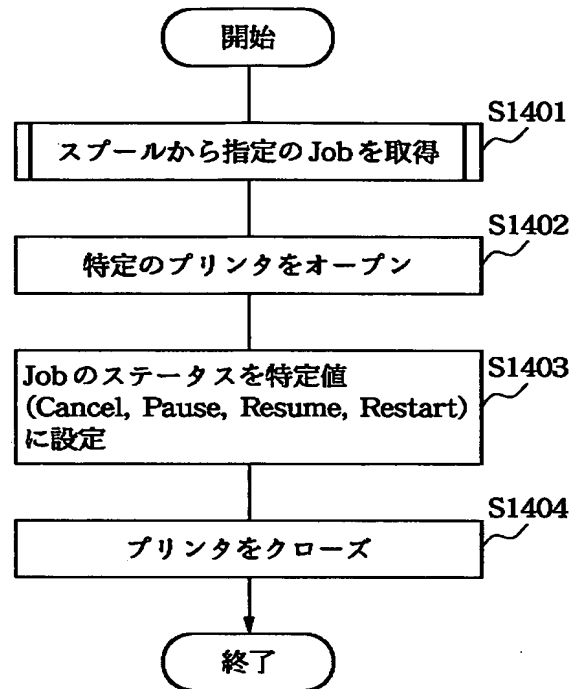 開始
S1401
スプールから指定のJobを取得
S1402
特定のプリンタをオープン
S1403
Jobのステータスを特定値
(Cancel, Pause, Resume, Restart)
に設定
S1404
プリンタをクローズ
終了